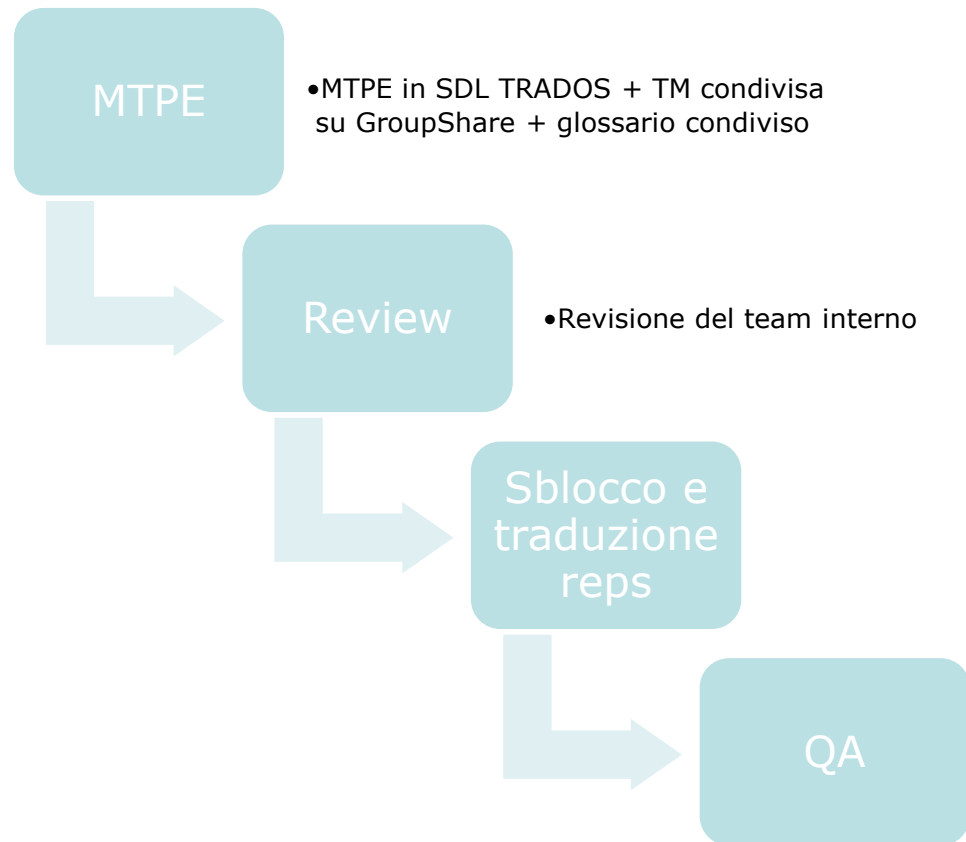 MTPE
•MTPE in SDL TRADOS + TM condivisa
su GroupShare + glossario condiviso
Review
•Revisione del team interno
Sblocco e
traduzione
reps
QA